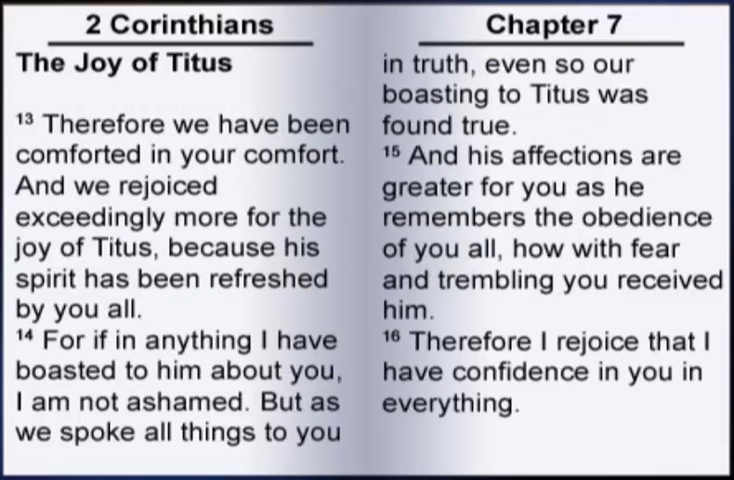 2 Corinthians
The Joy of Titus
¹³ Therefore we have been
comforted in your comfort.
And we rejoiced
exceedingly more for the
joy of Titus, because his
spirit has been refreshed
by you all.
¹⁴ For if in anything I have
boasted to him about you,
I am not ashamed. But as
we spoke all things to you
Chapter 7
in truth, even so our
boasting to Titus was
found true.
¹⁵ And his affections are
greater for you as he
remembers the obedience
of you all, how with fear
and trembling you received
him.
¹⁶ Therefore I rejoice that I
have confidence in you in
everything.